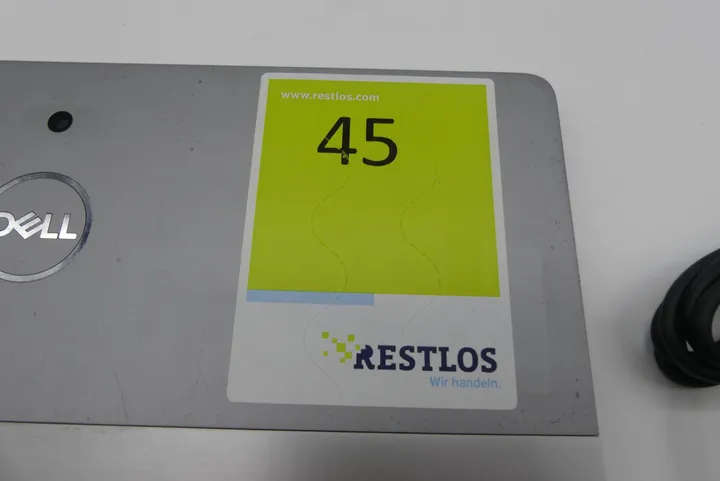 www.restlos.com
45
DELL
RESTLOS
Wir handeln.